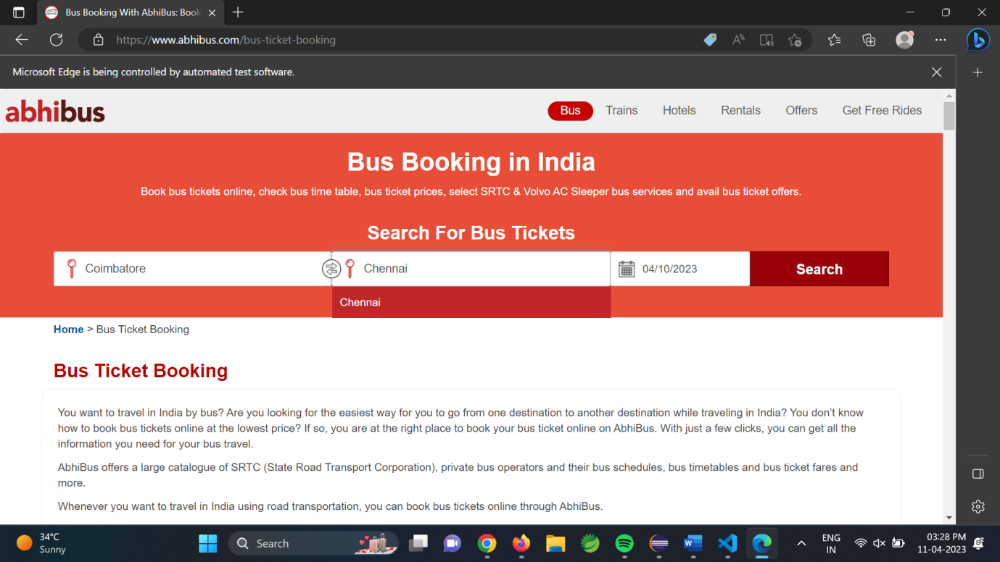 Bus Booking With AbhiBus: Book
https://www.abhibus.com/bus-ticket-booking
Microsoft Edge is being controlled by automated test software.
abhibus
Bus Trains Hotels Rentals Offers Get Free Rides
Bus Booking in India
Book bus tickets online, check bus time table, bus ticket prices, select SRTC & Volvo AC Sleeper bus services and avail bus ticket offers.
Search For Bus Tickets
Coimbatore Chennai 04/10/2023 Search
Chennai
Home > Bus Ticket Booking
Bus Ticket Booking
You want to travel in India by bus? Are you looking for the easiest way for you to go from one destination to another destination while traveling in India? You don’t know
how to book bus tickets online at the lowest price? If so, you are at the right place to book your bus ticket online on AbhiBus. With just a few clicks, you can get all the
information you need for your bus travel.
AbhiBus offers a large catalogue of SRTC (State Road Transport Corporation), private bus operators and their bus schedules, bus timetables and bus ticket fares and
more.
Whenever you want to travel in India using road transportation, you can book bus tickets online through AbhiBus.
34°C
Sunny
Search
ENG
IN
03:28 PM
11-04-2023